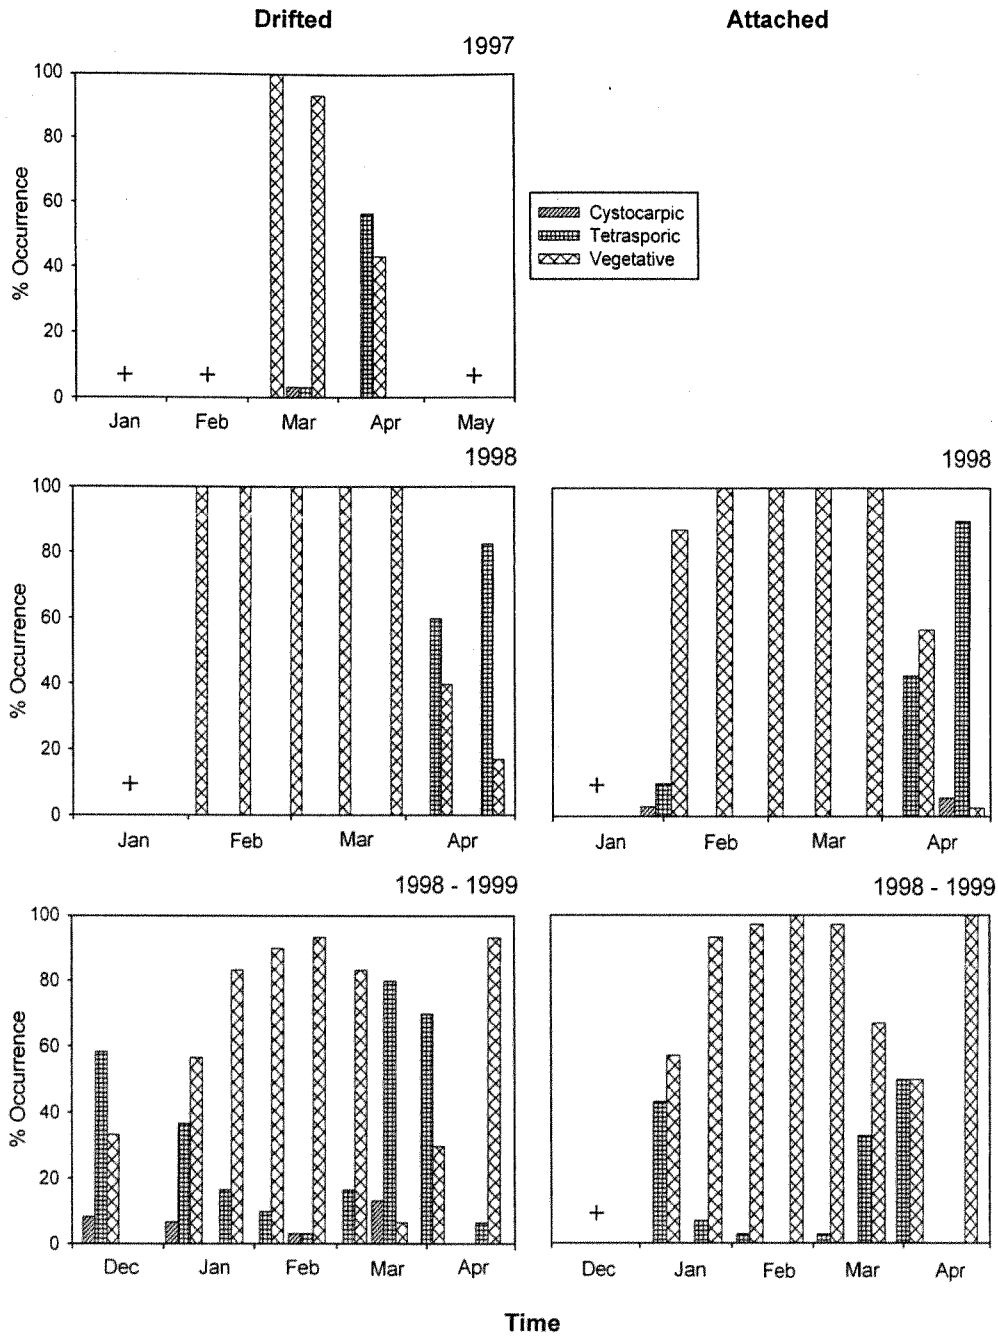 Drifted
Attached
1997
100
80
60
40
20
0
% Occurrence
+ + +
Jan Feb Mar Apr May
Cystocarpic
Tetrasporic
Vegetative
1998
100
80
60
40
20
0
% Occurrence
+
Jan Feb Mar Apr
1998
+
Jan Feb Mar Apr
1998 - 1999
100
80
60
40
20
0
% Occurrence
Dec Jan Feb Mar Apr
1998 - 1999
+
Dec Jan Feb Mar Apr
Time